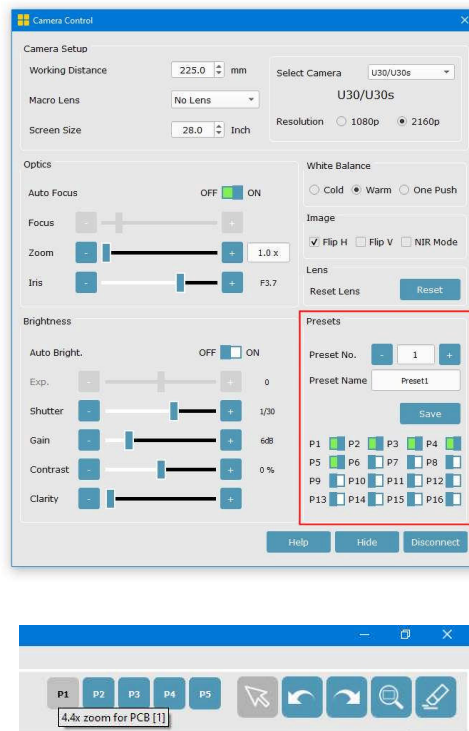 Camera Control
Camera Setup
Working Distance 225.0 mm
Macro Lens No Lens
Screen Size 28.0 Inch
Select Camera U30/U30s
U30/U30s
Resolution 1080p 2160p
Optics
Auto Focus OFF ON
Focus - +
Zoom - + 1.0 x
Iris - + F3.7
White Balance
Cold Warm One Push
Image
Flip H Flip V NIR Mode
Lens
Reset Lens Reset
Brightness
Auto Bright. OFF ON
Exp. - + 0
Shutter - + 1/30
Gain - + 6dB
Contrast - + 0 %
Clarity - +
Presets
Preset No. - 1 +
Preset Name Preset1
Save
P1 P2 P3 P4
P5 P6 P7 P8
P9 P10 P11 P12
P13 P14 P15 P16
Help Hide Disconnect
P1 P2 P3 P4 P5
4.4x zoom for PCB [1]